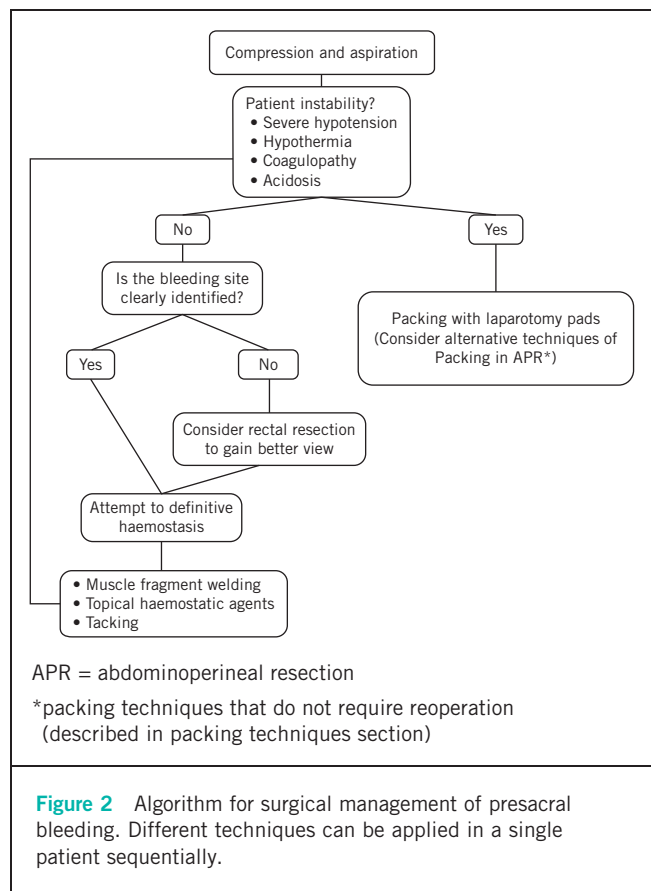 Compression and aspiration
Patient instability?
• Severe hypotension
• Hypothermia
• Coagulopathy
• Acidosis
No
Yes
Is the bleeding site
clearly identified?
Packing with laparotomy pads
(Consider alternative techniques of
Packing in APR*)
Yes
No
Consider rectal resection
to gain better view
Attempt to definitive
haemostasis
• Muscle fragment welding
• Topical haemostatic agents
• Tacking
APR = abdominoperineal resection
*packing techniques that do not require reoperation
(described in packing techniques section)
Figure 2 Algorithm for surgical management of presacral
bleeding. Different techniques can be applied in a single
patient sequentially.